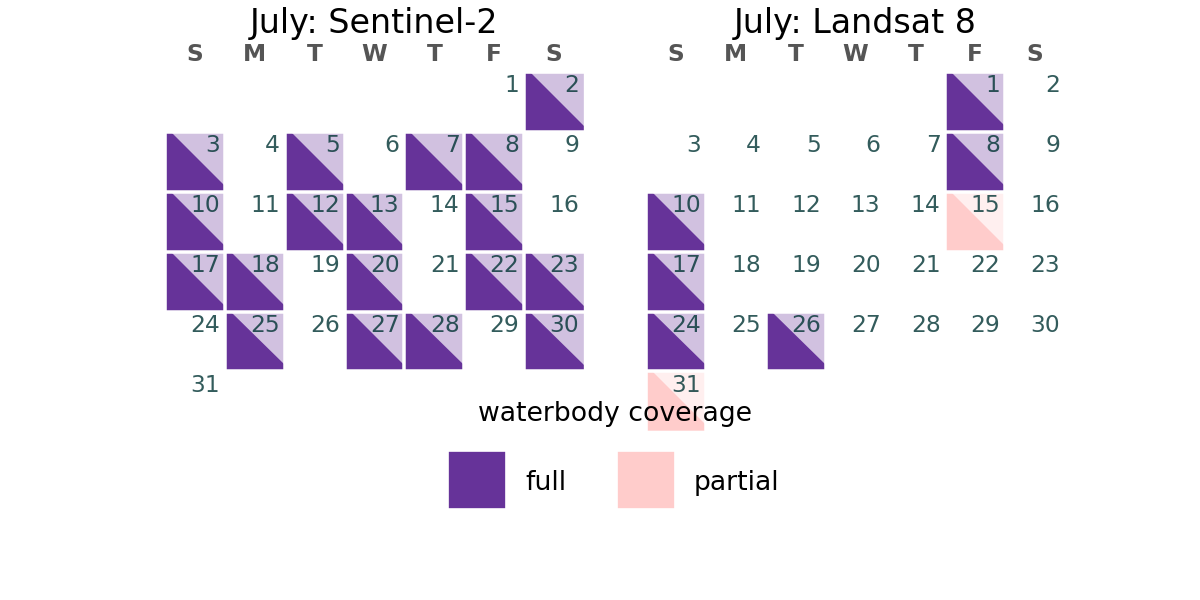 July: Sentinel-2
S M T W T F S
1 2
3 4 5 6 7 8 9
10 11 12 13 14 15 16
17 18 19 20 21 22 23
24 25 26 27 28 29 30
31
July: Landsat 8
S M T W T F S
1 2
3 4 5 6 7 8 9
10 11 12 13 14 15 16
17 18 19 20 21 22 23
24 25 26 27 28 29 30
31
waterbody coverage
full partial